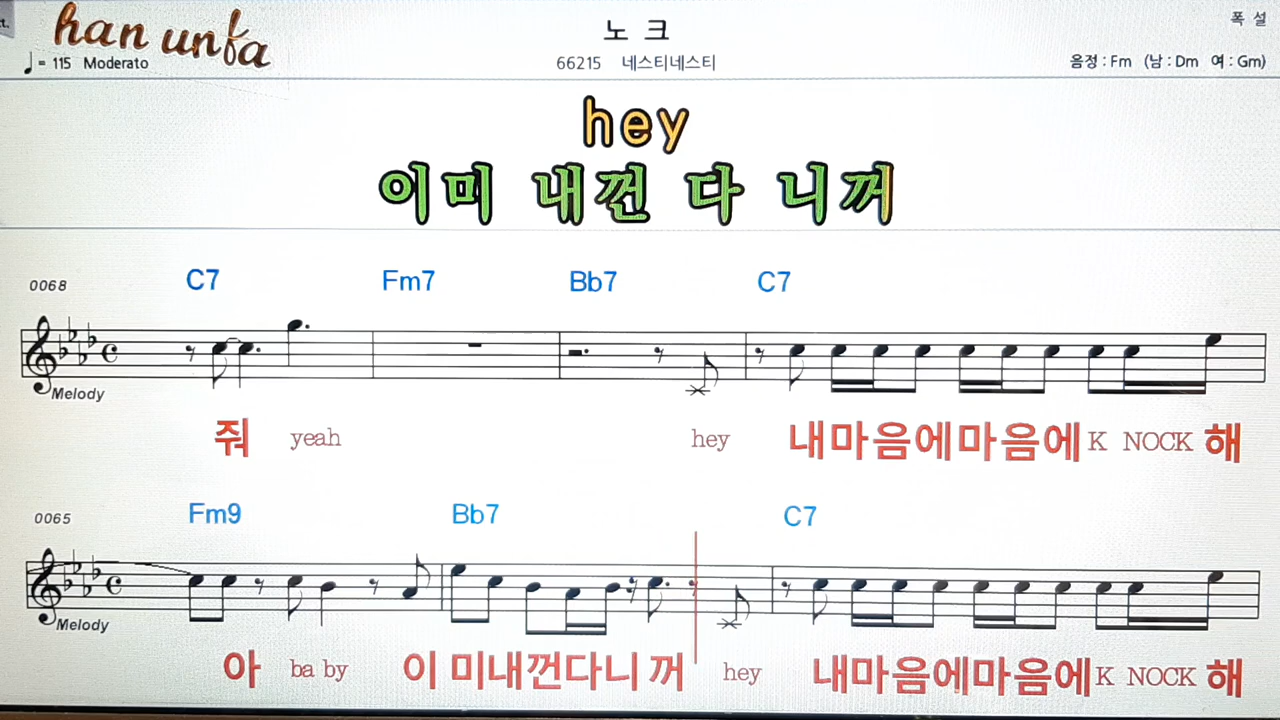 han unfa
노 크
폭 설
♩= 115 Moderato
66215 네스티네스티
음정 : Fm (남 : Dm 여 : Gm)
hey
이미 내껀 다 니꺼
C7 Fm7 Bb7 C7
0068
Melody
줘 yeah hey 내마음에마음에 K NOCK 해
Fm9 Bb7 C7
0065
Melody
아 ba by 이 미내껀다니 꺼 hey 내마음에마음에 K NOCK 해